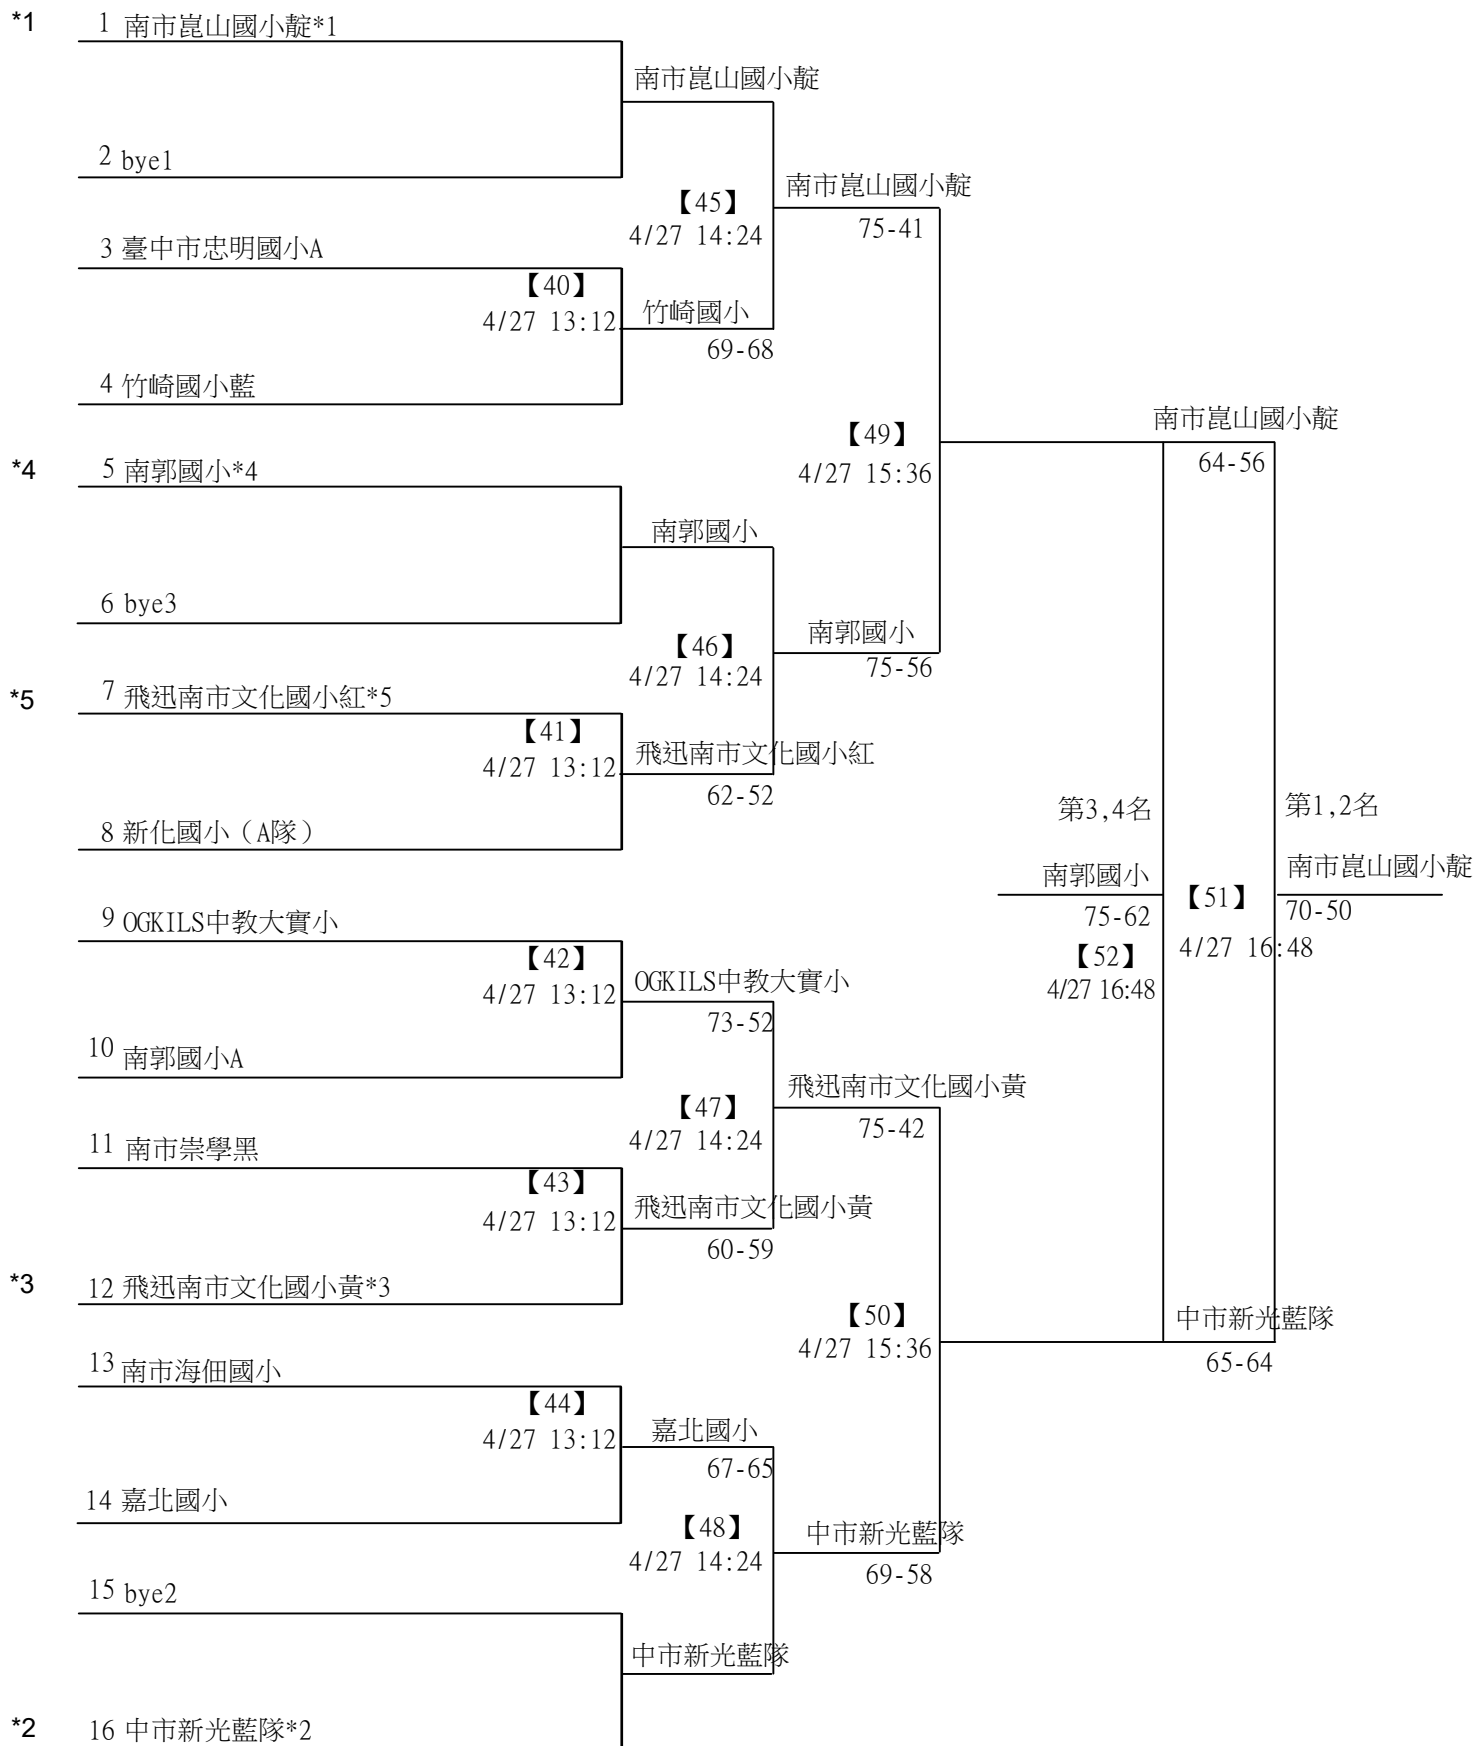 *1
1 南市崑山國小靛*1
南市崑山國小靛
2 bye1
南市崑山國小靛
【45】
75-41
4/27 14:24
3 臺中市忠明國小A
【40】
4/27 13:12
竹崎國小
69-68
4 竹崎國小藍
南市崑山國小靛
【49】
64-56
4/27 15:36
*4
5 南郭國小*4
南郭國小
6 bye3
南郭國小
【46】
75-56
4/27 14:24
*5
7 飛迅南市文化國小紅*5
【41】
4/27 13:12
飛迅南市文化國小紅
62-52
第3,4名
第1,2名
8 新化國小（A隊）
南郭國小
75-62
【52】
4/27 16:48
【51】
4/27 16:48
南市崑山國小靛
70-50
9 OGKILS中教大實小
【42】
4/27 13:12
OGKILS中教大實小
73-52
10 南郭國小A
飛迅南市文化國小黃
【47】
75-42
4/27 14:24
11 南市崇學黑
【43】
4/27 13:12
飛迅南市文化國小黃
60-59
*3
12 飛迅南市文化國小黃*3
【50】
4/27 15:36
中市新光藍隊
65-64
13 南市海佃國小
【44】
4/27 13:12
嘉北國小
67-65
14 嘉北國小
【48】
4/27 14:24
中市新光藍隊
69-58
15 bye2
中市新光藍隊
*2
16 中市新光藍隊*2